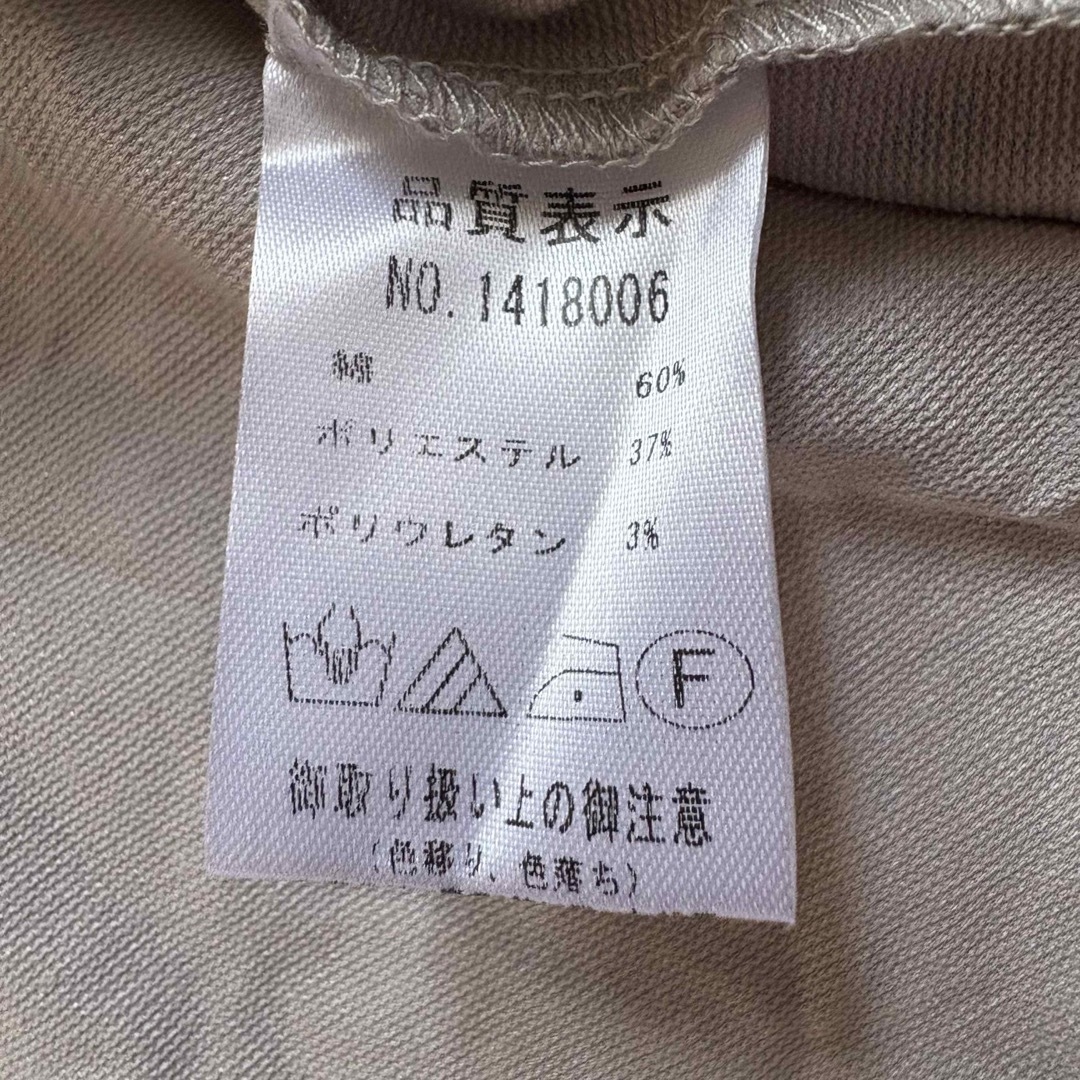 品質表示
NO. 1418006
綿 60%
ポリエステル 37%
ポリウレタン 3%
F
御取り扱い上の御注意
(色移り、色落ち)